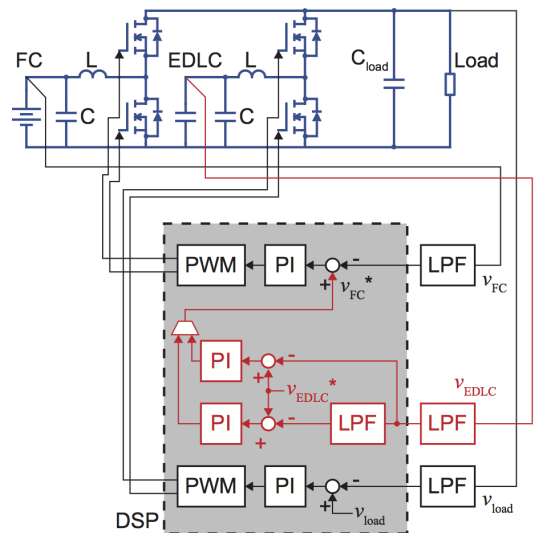 FC L EDLC L C_load Load
C C
PWM PI - LPF
+ v_FC* v_FC
PI -
+ v_EDLC* v_EDLC
PI - LPF LPF
+
PWM PI - LPF
+ v_load v_load
DSP